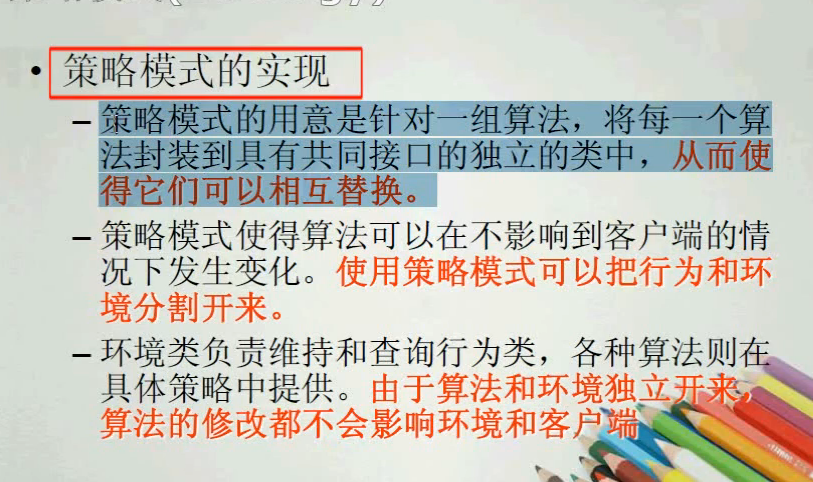 • 策略模式的实现
– 策略模式的用意是针对一组算法，将每一个算
法封装到具有共同接口的独立的类中，从而使
得它们可以相互替换。
– 策略模式使得算法可以在不影响到客户端的情
况下发生变化。使用策略模式可以把行为和环
境分割开来。
– 环境类负责维持和查询行为类，各种算法则在
具体策略中提供。由于算法和环境独立开来，
算法的修改都不会影响环境和客户端